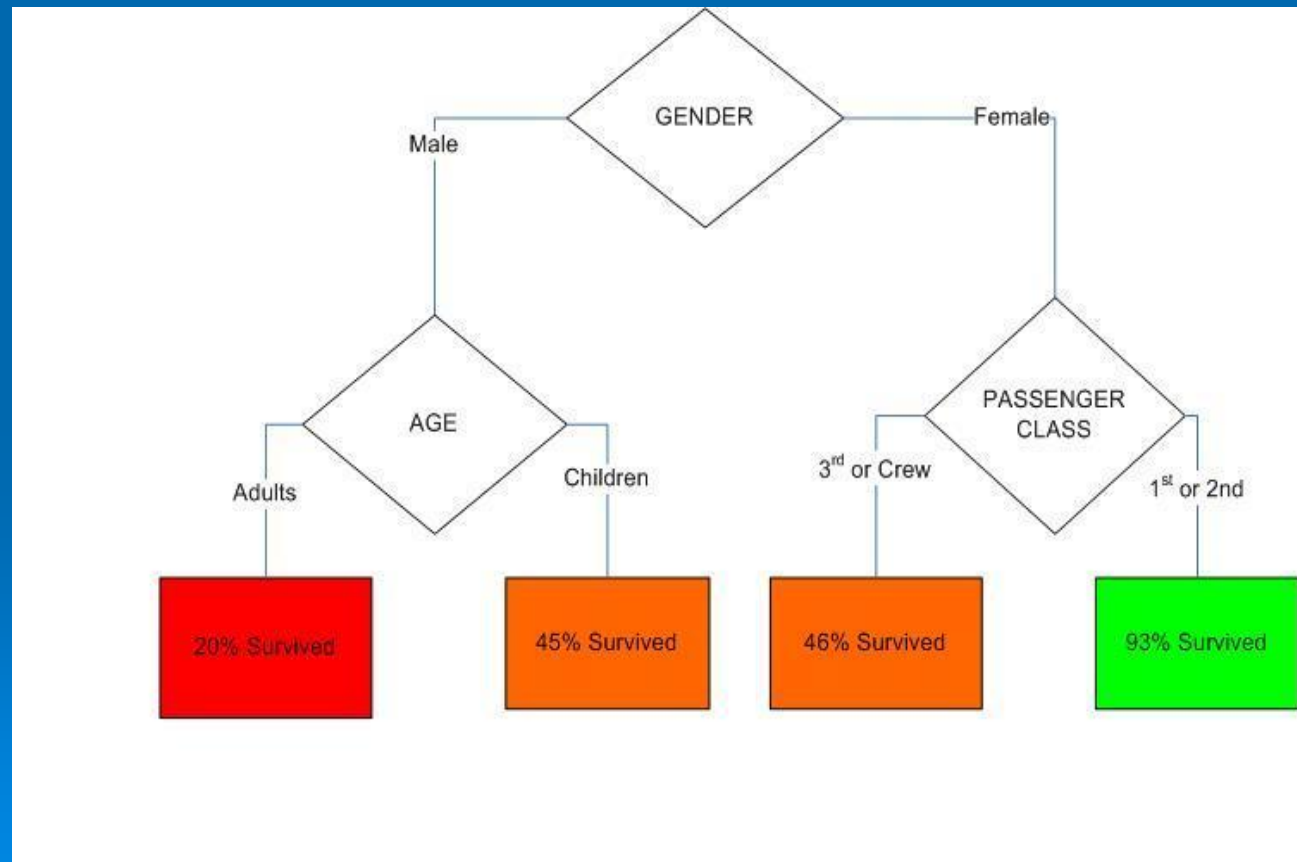 GENDER
Male
Female
AGE
PASSENGER
CLASS
Adults
Children
3rd or Crew
1st or 2nd
20% Survived
45% Survived
46% Survived
93% Survived